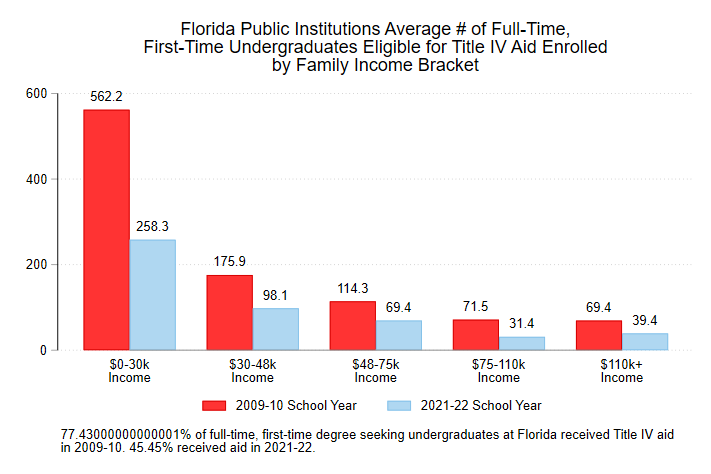 Florida Public Institutions Average # of Full-Time,
First-Time Undergraduates Eligible for Title IV Aid Enrolled
by Family Income Bracket
600
400
200
0
562.2
258.3
175.9
98.1
114.3
69.4
71.5
31.4
69.4
39.4
$0-30k
Income
$30-48k
Income
$48-75k
Income
$75-110k
Income
$110k+
Income
2009-10 School Year
2021-22 School Year
77.43000000000001% of full-time, first-time degree seeking undergraduates at Florida received Title IV aid
in 2009-10. 45.45% received aid in 2021-22.